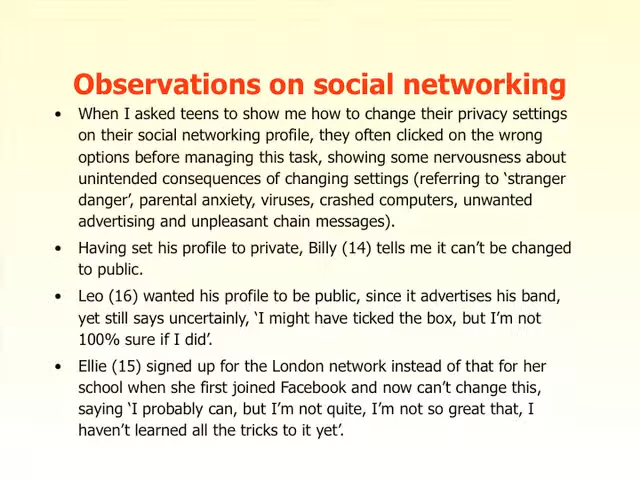 Observations on social networking
• When I asked teens to show me how to change their privacy settings
on their social networking profile, they often clicked on the wrong
options before managing this task, showing some nervousness about
unintended consequences of changing settings (referring to ‘stranger
danger’, parental anxiety, viruses, crashed computers, unwanted
advertising and unpleasant chain messages).
• Having set his profile to private, Billy (14) tells me it can’t be changed
to public.
• Leo (16) wanted his profile to be public, since it advertises his band,
yet still says uncertainly, ‘I might have ticked the box, but I’m not
100% sure if I did’.
• Ellie (15) signed up for the London network instead of that for her
school when she first joined Facebook and now can’t change this,
saying ‘I probably can, but I’m not quite, I’m not so great that, I
haven’t learned all the tricks to it yet’.